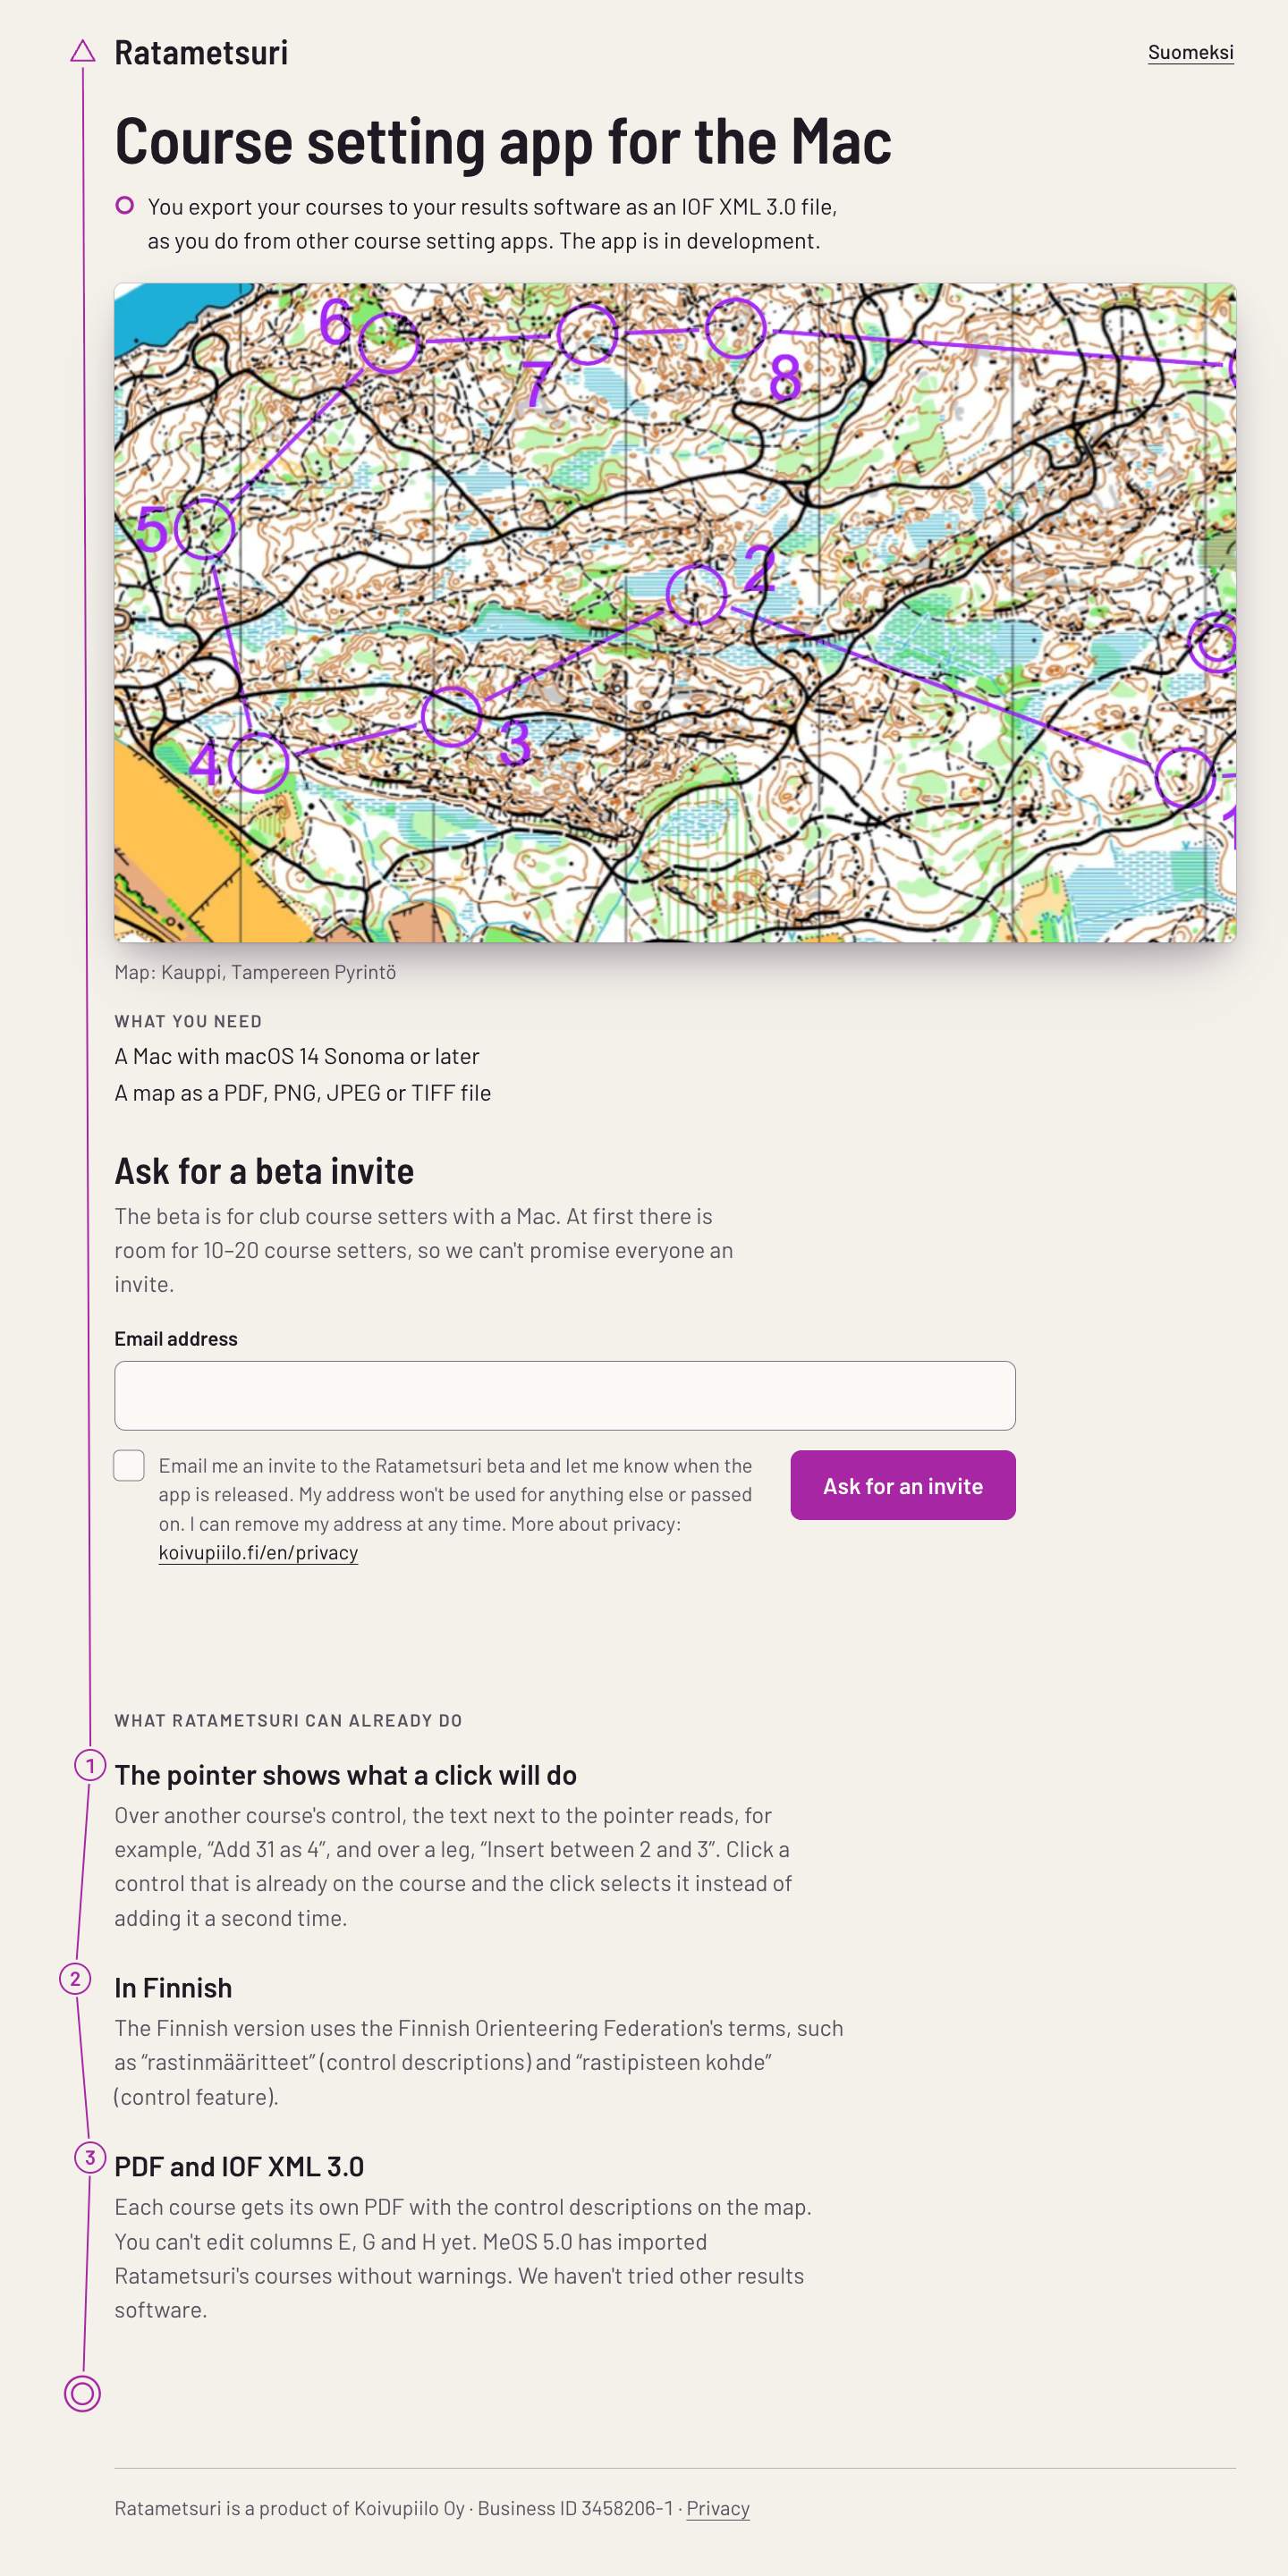 Ratametsuri
Suomeksi
Course setting app for the Mac
You export your courses to your results software as an IOF XML 3.0 file,
as you do from other course setting apps. The app is in development.
6
7
8
5
2
4
3
1
Map: Kauppi, Tampereen Pyrintö
WHAT YOU NEED
A Mac with macOS 14 Sonoma or later
A map as a PDF, PNG, JPEG or TIFF file
Ask for a beta invite
The beta is for club course setters with a Mac. At first there is
room for 10–20 course setters, so we can't promise everyone an
invite.
Email address
Email me an invite to the Ratametsuri beta and let me know when the
app is released. My address won't be used for anything else or passed
on. I can remove my address at any time. More about privacy:
koivupiilo.fi/en/privacy
Ask for an invite
WHAT RATAMETSURI CAN ALREADY DO
1 The pointer shows what a click will do
Over another course's control, the text next to the pointer reads, for
example, “Add 31 as 4”, and over a leg, “Insert between 2 and 3”. Click a
control that is already on the course and the click selects it instead of
adding it a second time.
2 In Finnish
The Finnish version uses the Finnish Orienteering Federation's terms, such
as “rastinmääritteet” (control descriptions) and “rastipisteen kohde”
(control feature).
3 PDF and IOF XML 3.0
Each course gets its own PDF with the control descriptions on the map.
You can't edit columns E, G and H yet. MeOS 5.0 has imported
Ratametsuri's courses without warnings. We haven't tried other results
software.
Ratametsuri is a product of Koivupiilo Oy · Business ID 3458206-1 · Privacy